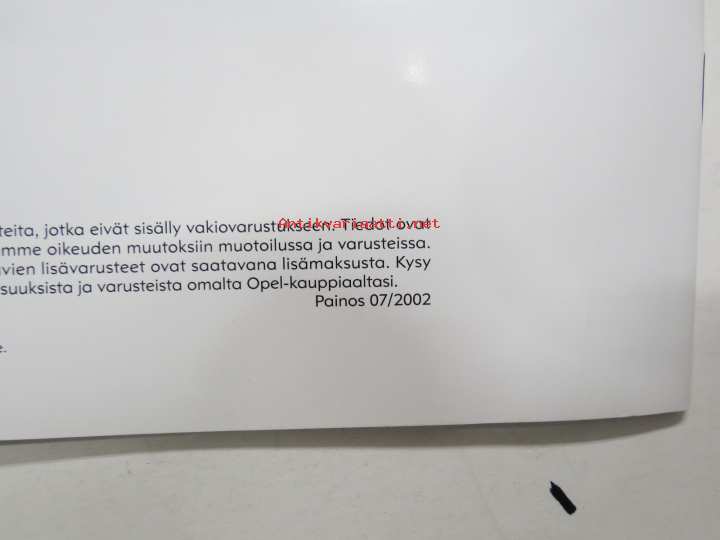 teita, jotka eivät sisälly vakiovarustukseen. Tiedot ovat
Antikvariaatti.net
mme oikeuden muutoksiin muotoilussa ja varusteissa.
vien lisävarusteet ovat saatavana lisämaksusta. Kysy
suuksista ja varusteista omalta Opel-kauppiaaltasi.
Painos 07/2002
e.